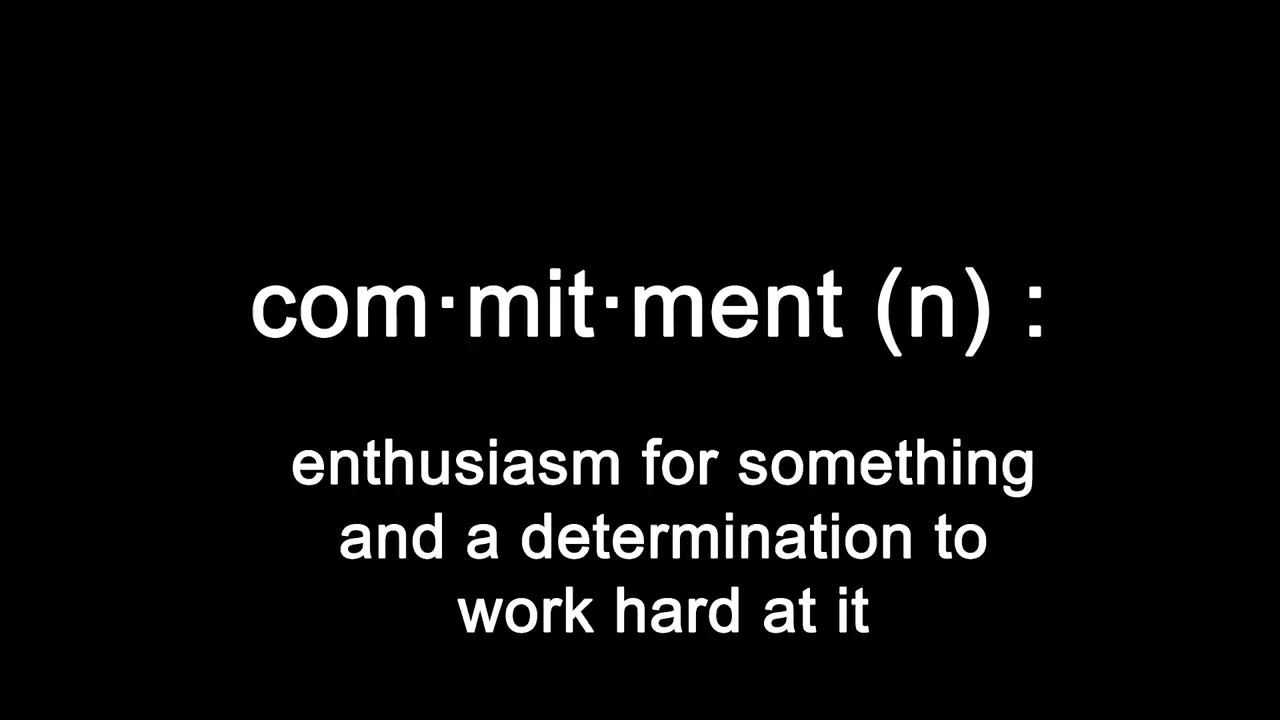 com·mit·ment (n) :
enthusiasm for something
and a determination to
work hard at it